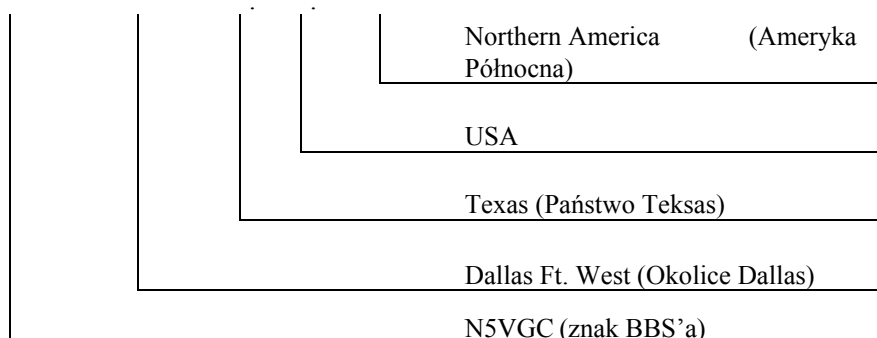 Northern America (Ameryka
Północna)
USA
Texas (Państwo Teksas)
Dallas Ft. West (Okolice Dallas)
N5VGC (znak BBS’a)